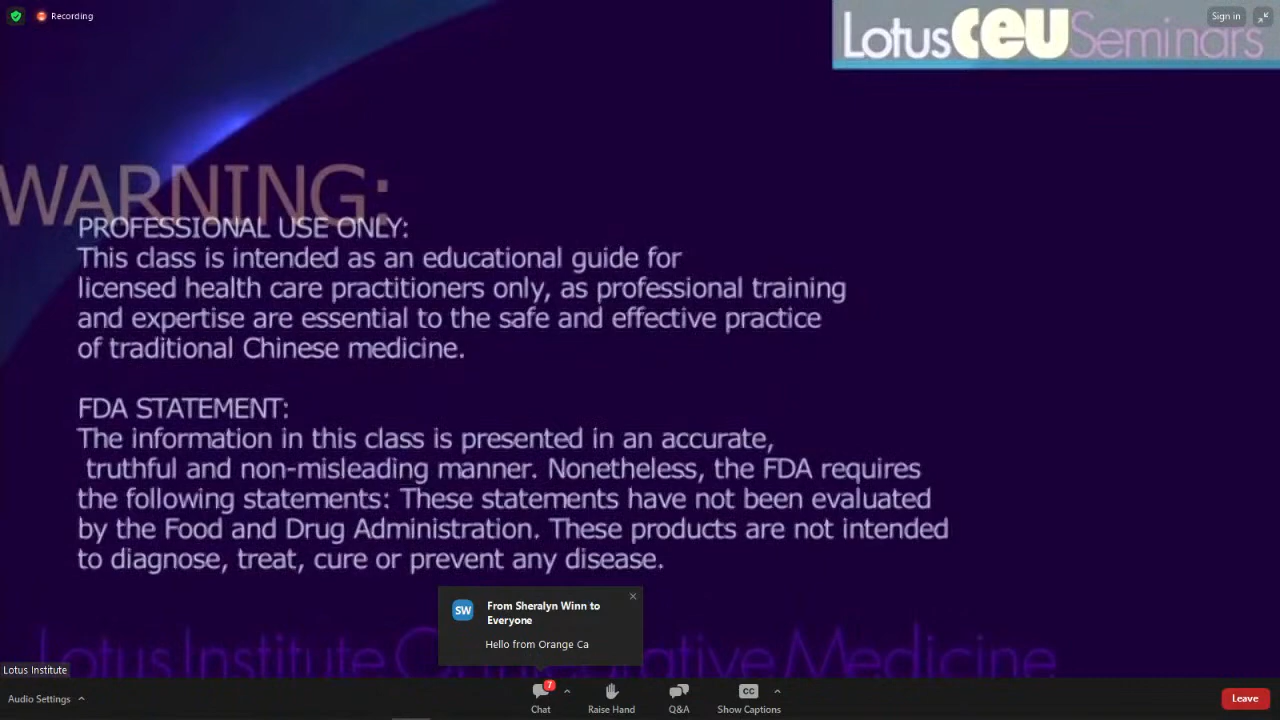 Recording
Sign in
LotusCEUSeminars
WARNING:
PROFESSIONAL USE ONLY:
This class is intended as an educational guide for
licensed health care practitioners only, as professional training
and expertise are essential to the safe and effective practice
of traditional Chinese medicine.
FDA STATEMENT:
The information in this class is presented in an accurate,
truthful and non-misleading manner. Nonetheless, the FDA requires
the following statements: These statements have not been evaluated
by the Food and Drug Administration. These products are not intended
to diagnose, treat, cure or prevent any disease.
SW
From Sheralyn Winn to
Everyone
Hello from Orange Ca
Lotus Institute Medicine
Lotus Institute
Audio Settings
7
Chat
Raise Hand
Q&A
CC
Show Captions
Leave